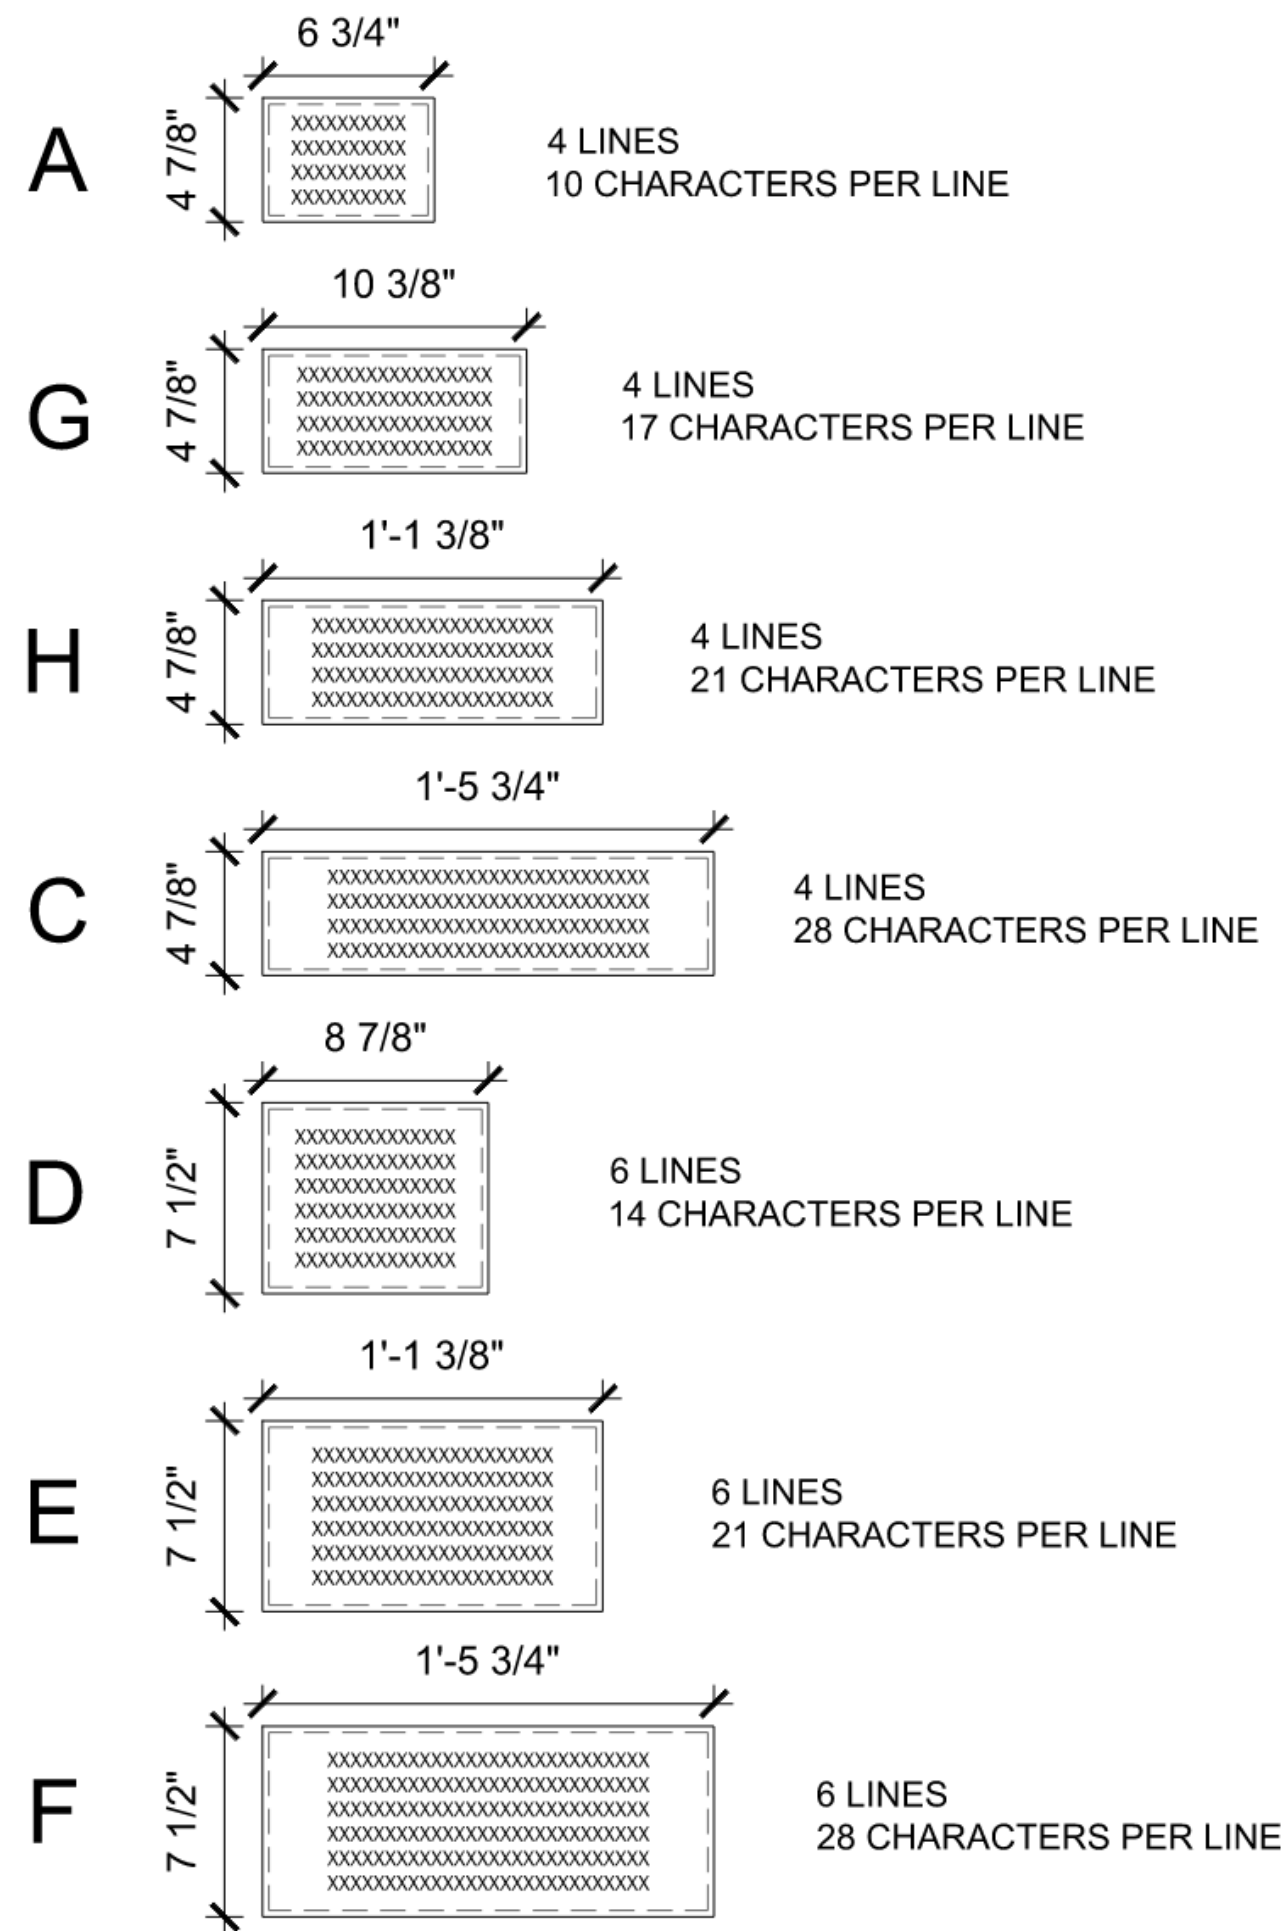 6 3/4"
A
4 7/8"
XXXXXXXXXX
XXXXXXXXXX
XXXXXXXXXX
XXXXXXXXXX
4 LINES
10 CHARACTERS PER LINE
10 3/8"
G
4 7/8"
XXXXXXXXXXXXXXXXX
XXXXXXXXXXXXXXXXX
XXXXXXXXXXXXXXXXX
XXXXXXXXXXXXXXXXX
4 LINES
17 CHARACTERS PER LINE
1'-1 3/8"
H
4 7/8"
XXXXXXXXXXXXXXXXXXXXX
XXXXXXXXXXXXXXXXXXXXX
XXXXXXXXXXXXXXXXXXXXX
XXXXXXXXXXXXXXXXXXXXX
4 LINES
21 CHARACTERS PER LINE
1'-5 3/4"
C
4 7/8"
XXXXXXXXXXXXXXXXXXXXXXXXXXXX
XXXXXXXXXXXXXXXXXXXXXXXXXXXX
XXXXXXXXXXXXXXXXXXXXXXXXXXXX
XXXXXXXXXXXXXXXXXXXXXXXXXXXX
4 LINES
28 CHARACTERS PER LINE
8 7/8"
D
7 1/2"
XXXXXXXXXXXXXX
XXXXXXXXXXXXXX
XXXXXXXXXXXXXX
XXXXXXXXXXXXXX
XXXXXXXXXXXXXX
XXXXXXXXXXXXXX
6 LINES
14 CHARACTERS PER LINE
1'-1 3/8"
E
7 1/2"
XXXXXXXXXXXXXXXXXXXXX
XXXXXXXXXXXXXXXXXXXXX
XXXXXXXXXXXXXXXXXXXXX
XXXXXXXXXXXXXXXXXXXXX
XXXXXXXXXXXXXXXXXXXXX
XXXXXXXXXXXXXXXXXXXXX
6 LINES
21 CHARACTERS PER LINE
1'-5 3/4"
F
7 1/2"
XXXXXXXXXXXXXXXXXXXXXXXXXXXX
XXXXXXXXXXXXXXXXXXXXXXXXXXXX
XXXXXXXXXXXXXXXXXXXXXXXXXXXX
XXXXXXXXXXXXXXXXXXXXXXXXXXXX
XXXXXXXXXXXXXXXXXXXXXXXXXXXX
XXXXXXXXXXXXXXXXXXXXXXXXXXXX
6 LINES
28 CHARACTERS PER LINE